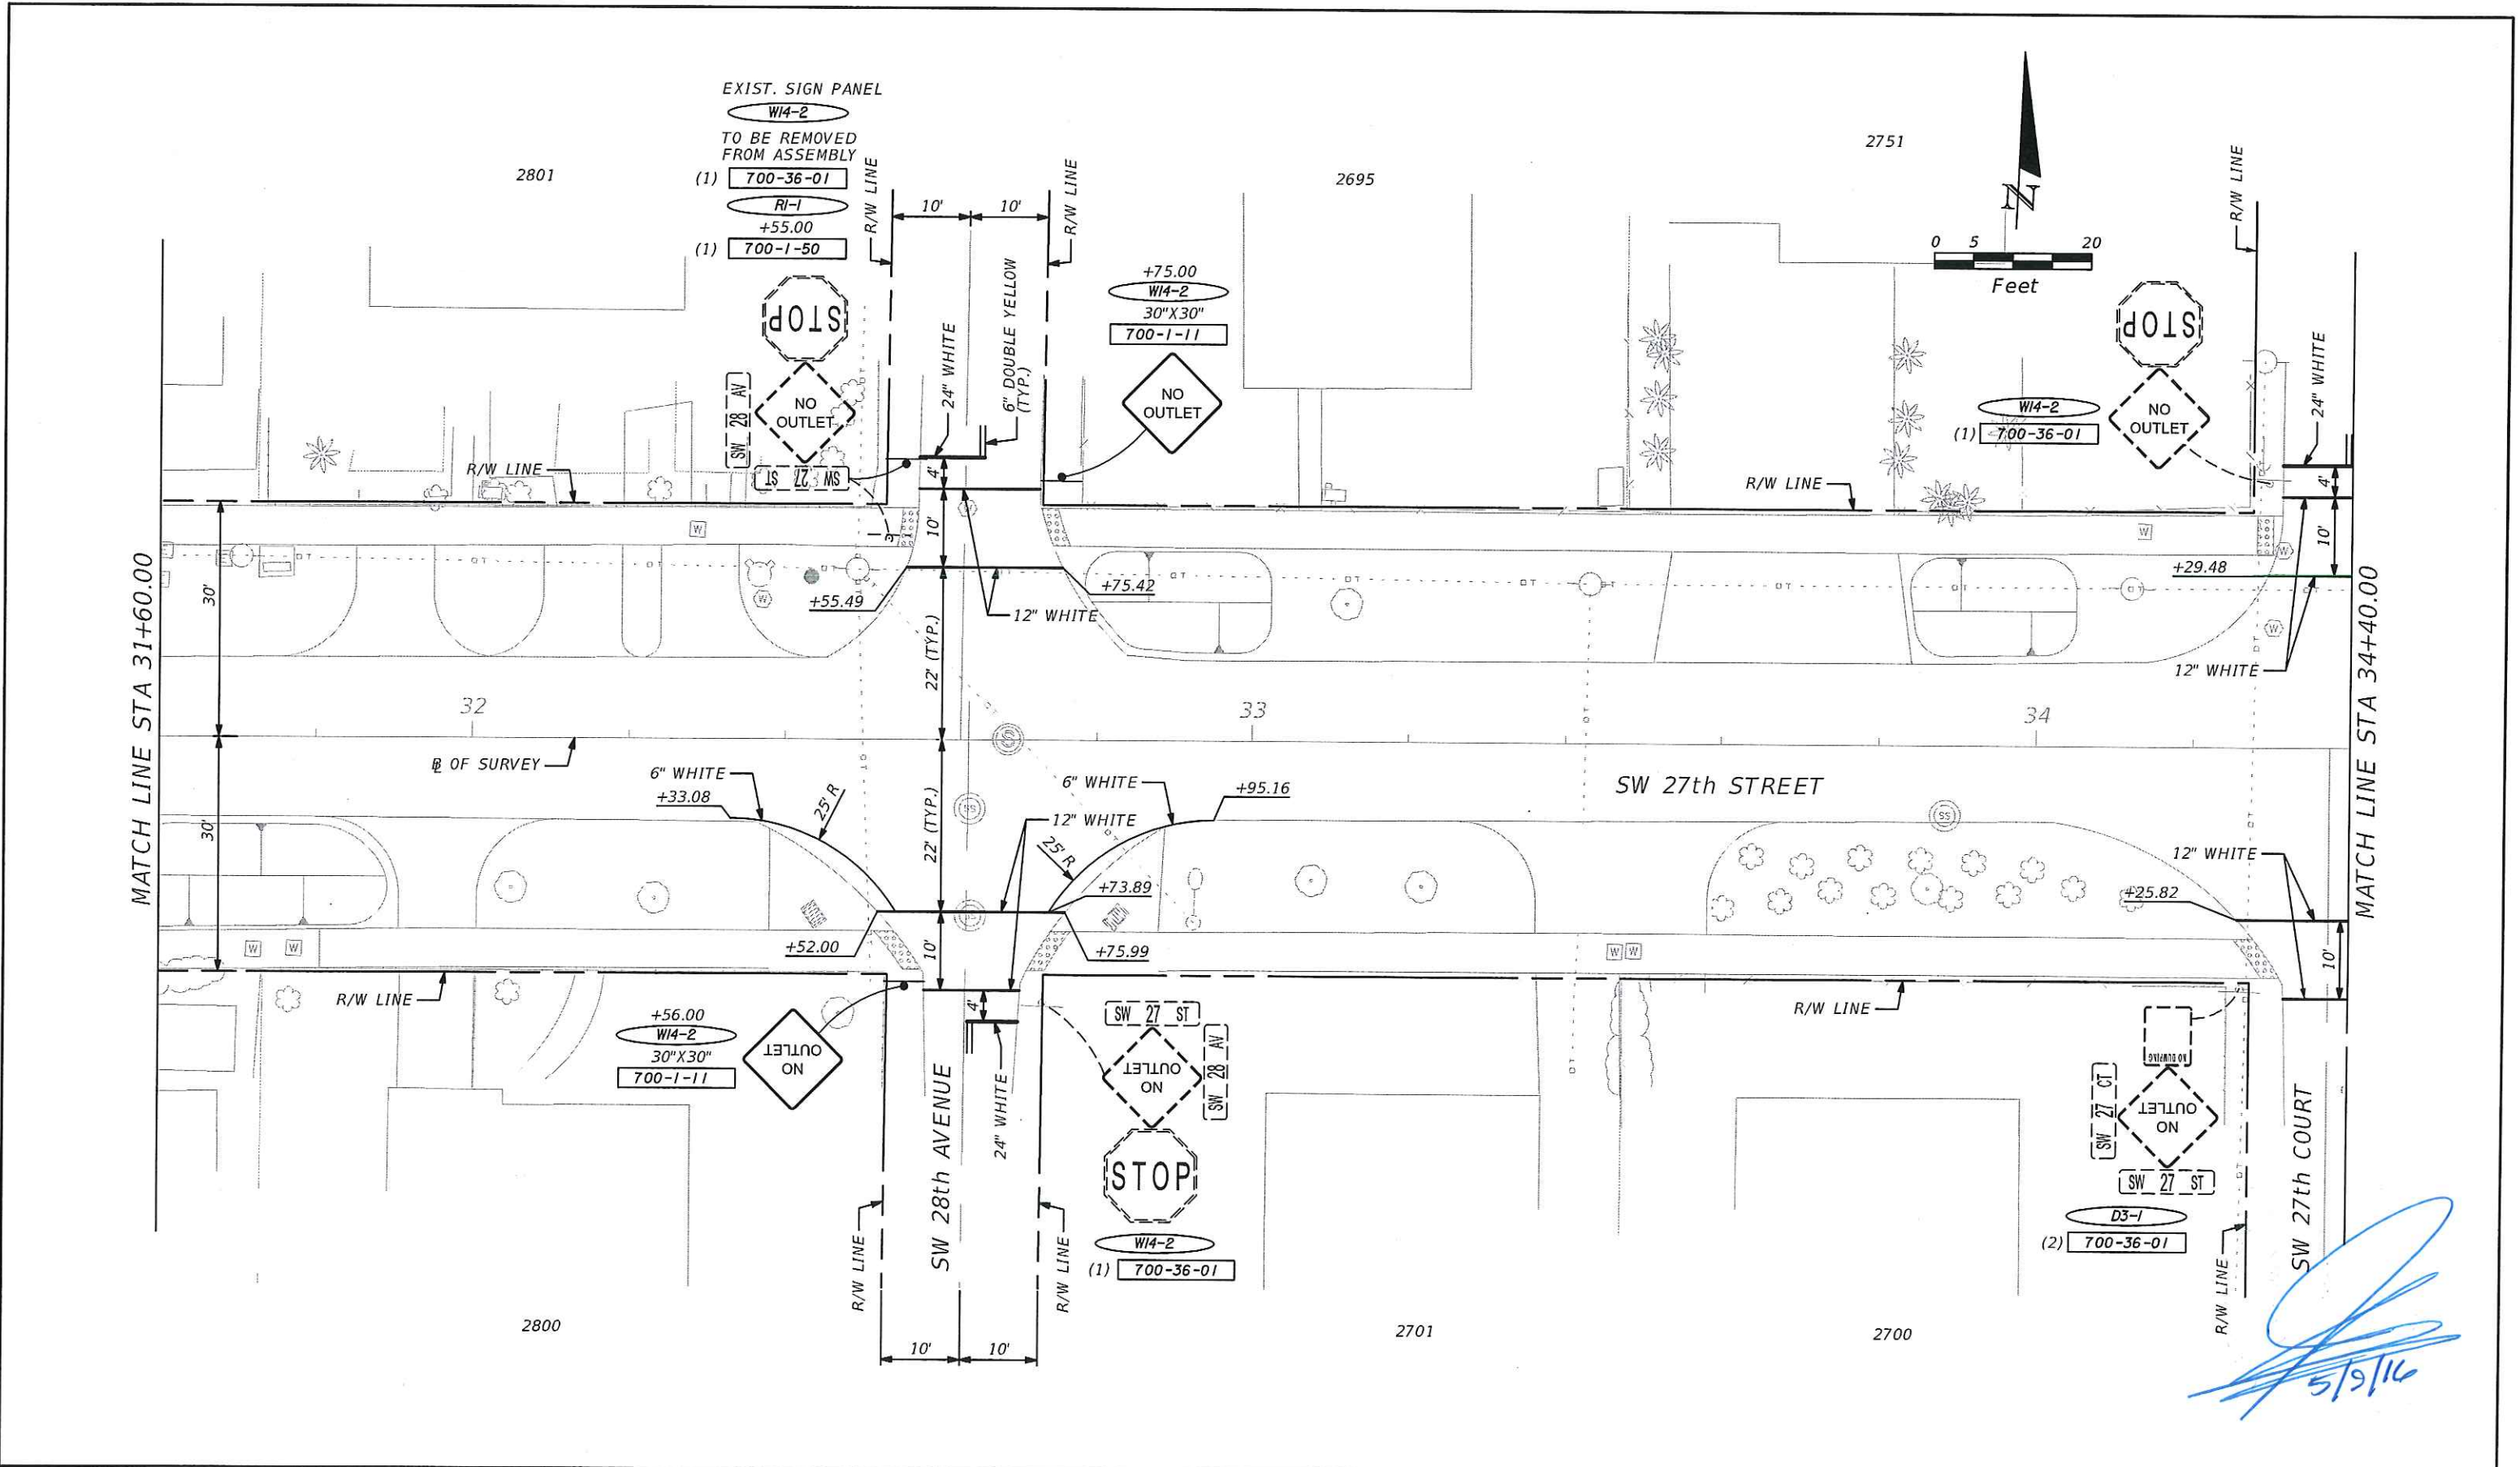 EXIST. SIGN PANEL
W14-2
TO BE REMOVED
FROM ASSEMBLY
(1) 700-36-01
R1-1
+55.00
(1) 700-1-50
STOP
NO
OUTLET
SW 28 AV
SW 27 ST
2801
R/W LINE
10' 10'
R/W LINE
24" WHITE
6" DOUBLE YELLOW
(TYP.)
+75.00
W14-2
30"X30"
700-1-11
NO
OUTLET
2695
2751
N
0 5 20
Feet
R/W LINE
STOP
NO
OUTLET
W14-2
(1) 700-36-01
24" WHITE
4'
10'
R/W LINE
4'
10'
R/W LINE
W
W
W
W
W
MATCH LINE STA 31+60.00
30'
30'
+55.49
+75.42
12" WHITE
22' (TYP.)
+29.48
12" WHITE
MATCH LINE STA 34+40.00
32
33
34
S
BL OF SURVEY
SW 27th STREET
6" WHITE
+33.08
25' R
22' (TYP.)
SS
6" WHITE
+95.16
12" WHITE
25' R
+73.89
SS
12" WHITE
+25.82
W W
+52.00
10'
+75.99
W W
10'
R/W LINE
4'
R/W LINE
+56.00
W14-2
30"X30"
700-1-11
NO
OUTLET
SW 28th AVENUE
24" WHITE
SW 27 ST
NO
OUTLET
SW 28 AV
STOP
W14-2
(1) 700-36-01
NO DUMPING
NO
OUTLET
SW 27 CT
SW 27 ST
D3-1
(2) 700-36-01
SW 27th COURT
R/W LINE
R/W LINE
R/W LINE
10' 10'
2800
2701
2700
5/9/16